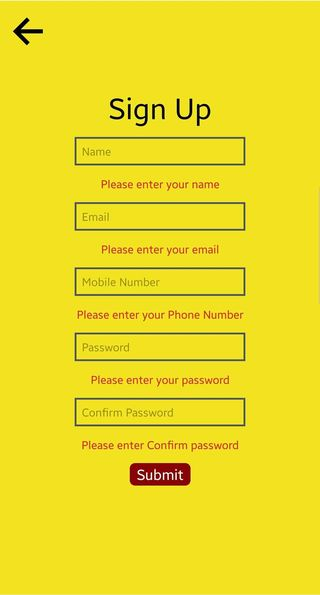 Sign Up
Name
Please enter your name
Email
Please enter your email
Mobile Number
Please enter your Phone Number
Password
Please enter your password
Confirm Password
Please enter Confirm password
Submit